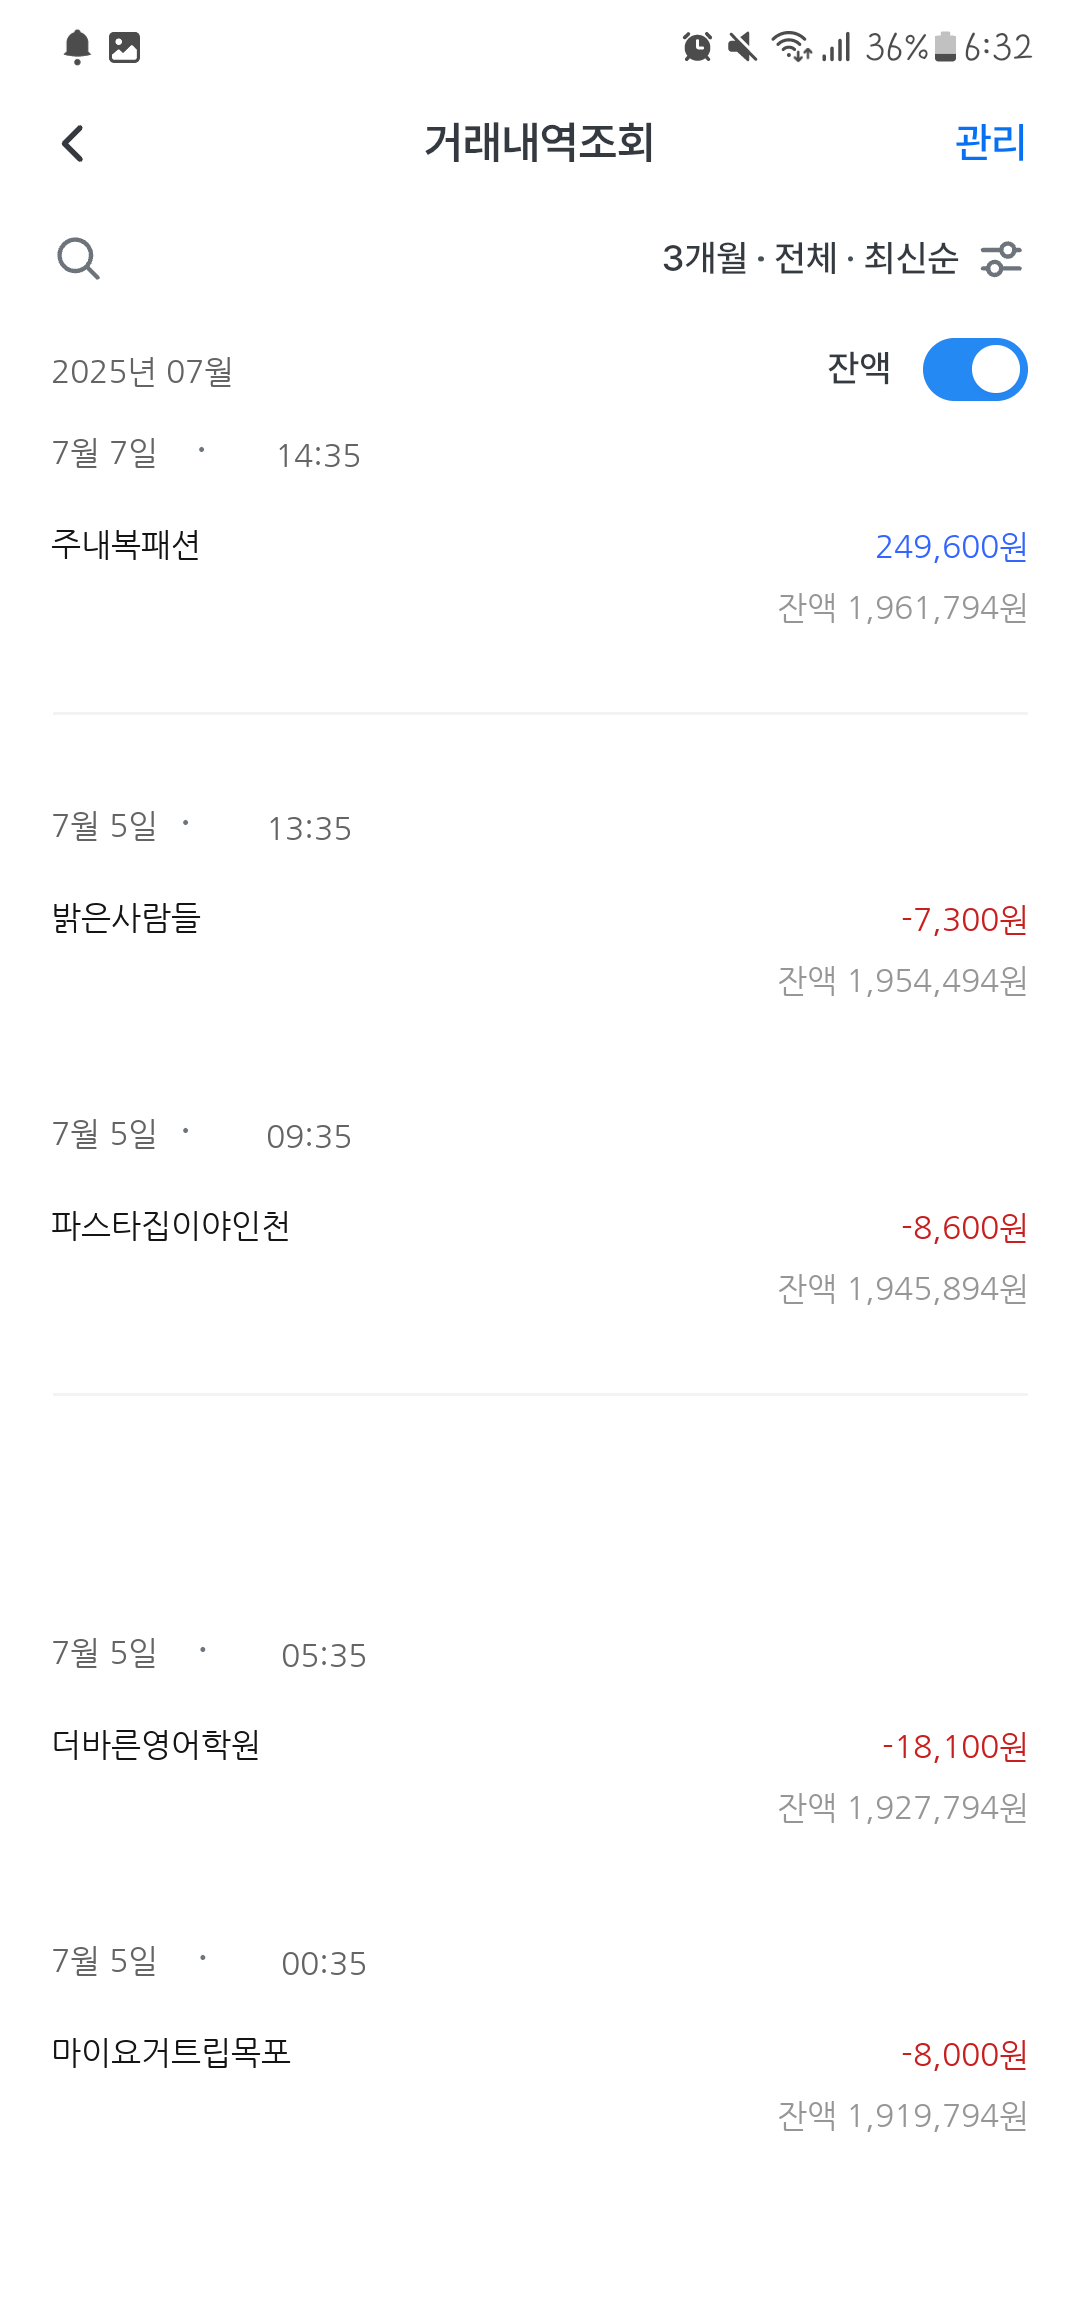 36% 6:32
거래내역조회 관리
3개월 · 전체 · 최신순
2025년 07월 잔액
7월 7일 · 14:35
주내복패션 249,600원
잔액 1,961,794원
7월 5일 · 13:35
밝은사람들 -7,300원
잔액 1,954,494원
7월 5일 · 09:35
파스타집이야인천 -8,600원
잔액 1,945,894원
7월 5일 · 05:35
더바른영어학원 -18,100원
잔액 1,927,794원
7월 5일 · 00:35
마이요거트립목포 -8,000원
잔액 1,919,794원